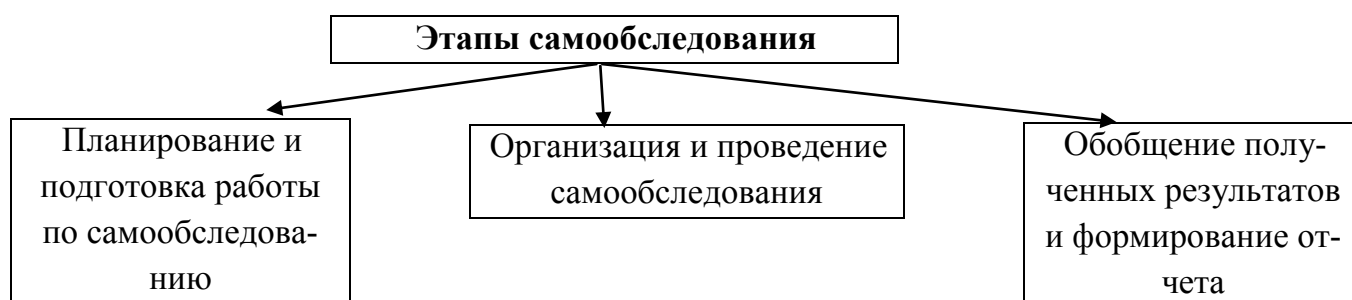 Этапы самообследования
Планирование и
подготовка работы
по самообследова-
нию
Организация и проведение
самообследования
Обобщение полу-
ченных результатов
и формирование от-
чета